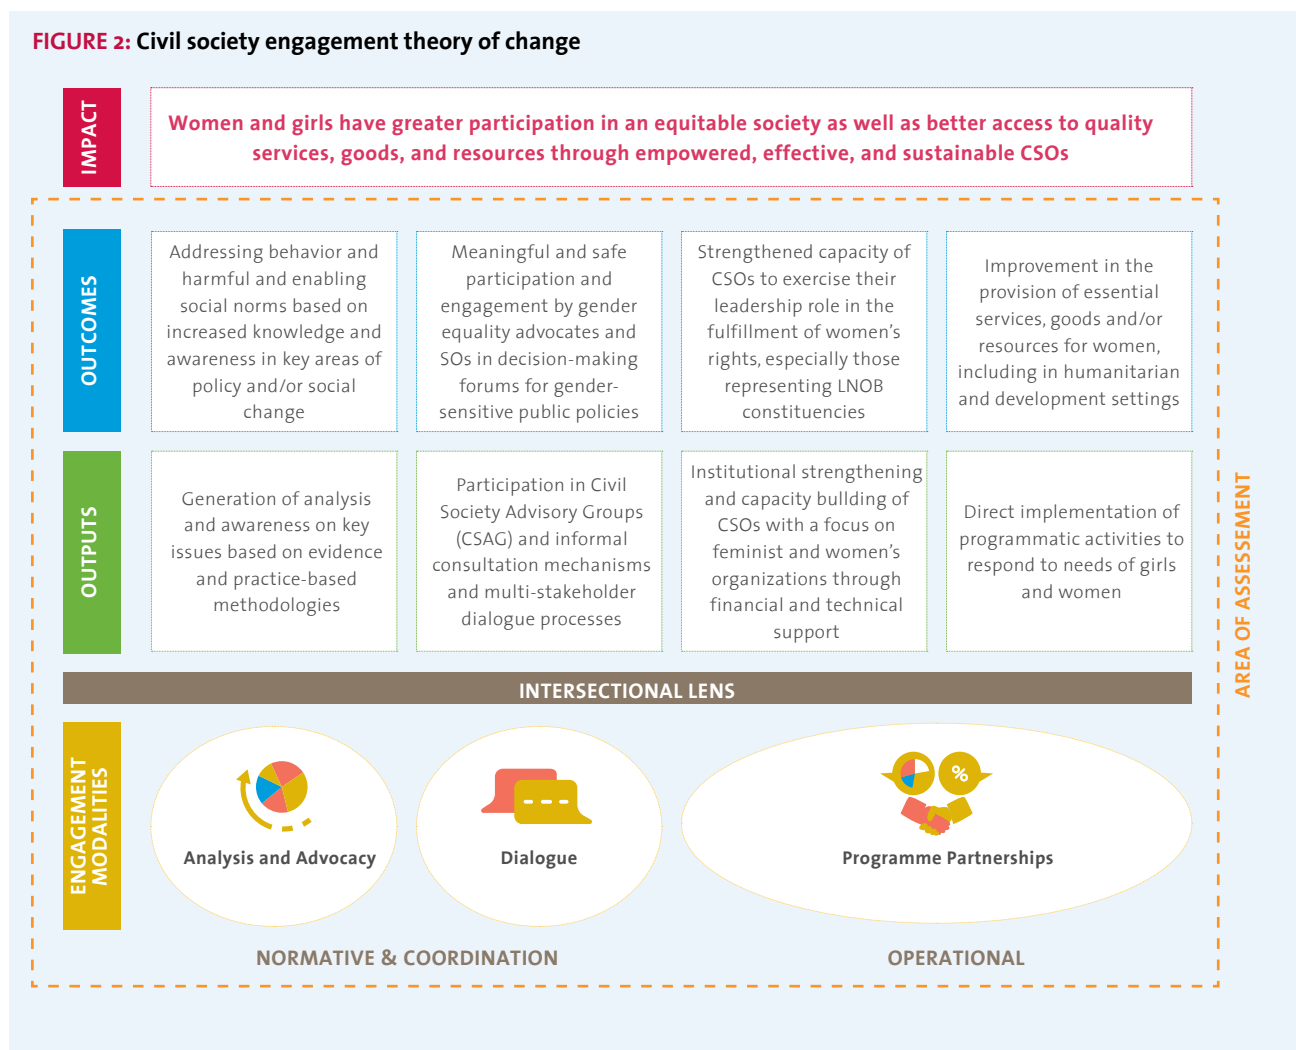 FIGURE 2: Civil society engagement theory of change
IMPACT
Women and girls have greater participation in an equitable society as well as better access to quality
services, goods, and resources through empowered, effective, and sustainable CSOs
OUTCOMES
Addressing behavior and
harmful and enabling
social norms based on
increased knowledge and
awareness in key areas of
policy and/or social
change
Meaningful and safe
participation and
engagement by gender
equality advocates and
SOs in decision-making
forums for gender-
sensitive public policies
Strengthened capacity of
CSOs to exercise their
leadership role in the
fulfillment of women's
rights, especially those
representing LNOB
constituencies
Improvement in the
provision of essential
services, goods and/or
resources for women,
including in humanitarian
and development settings
OUTPUTS
Generation of analysis
and awareness on key
issues based on evidence
and practice-based
methodologies
Participation in Civil
Society Advisory Groups
(CSAG) and informal
consultation mechanisms
and multi-stakeholder
dialogue processes
Institutional strengthening
and capacity bullding of
CSOs with a focus on
feminist and women's
organizations through
financial and technical
support
Direct implementation of
programmatic activities to
respond to needs of girls
and women
AREA OF ASSESSEMENT
INTERSECTIONAL LENS
ENGAGEMENT
MODALITIES
Analysis and Advocacy
Dialogue
%
Programme Partnerships
NORMATIVE & COORDINATION
OPERATIONAL